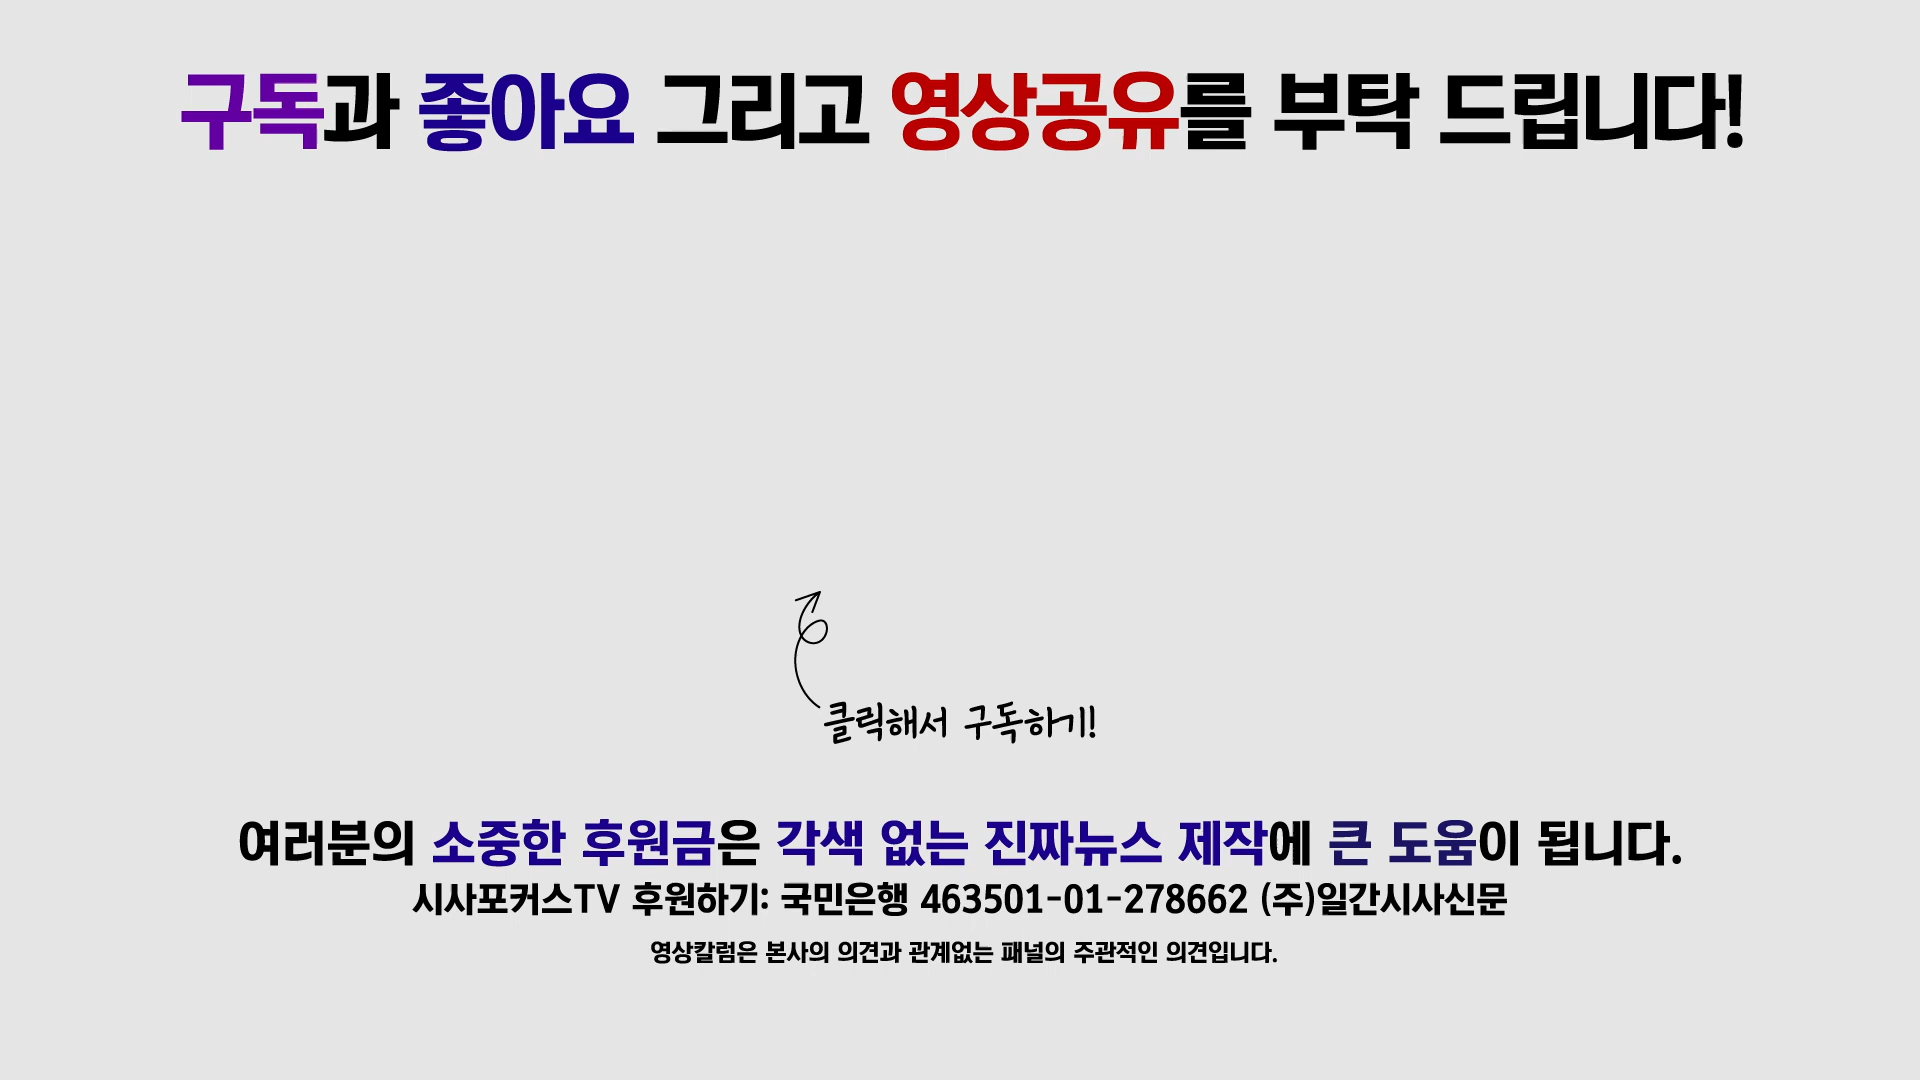 구독과 좋아요 그리고 영상공유를 부탁 드립니다!
클릭해서 구독하기!
여러분의 소중한 후원금은 각색 없는 진짜뉴스 제작에 큰 도움이 됩니다.
시사포커스TV 후원하기: 국민은행 463501-01-278662 (주)일간시사신문
영상칼럼은 본사의 의견과 관계없는 패널의 주관적인 의견입니다.